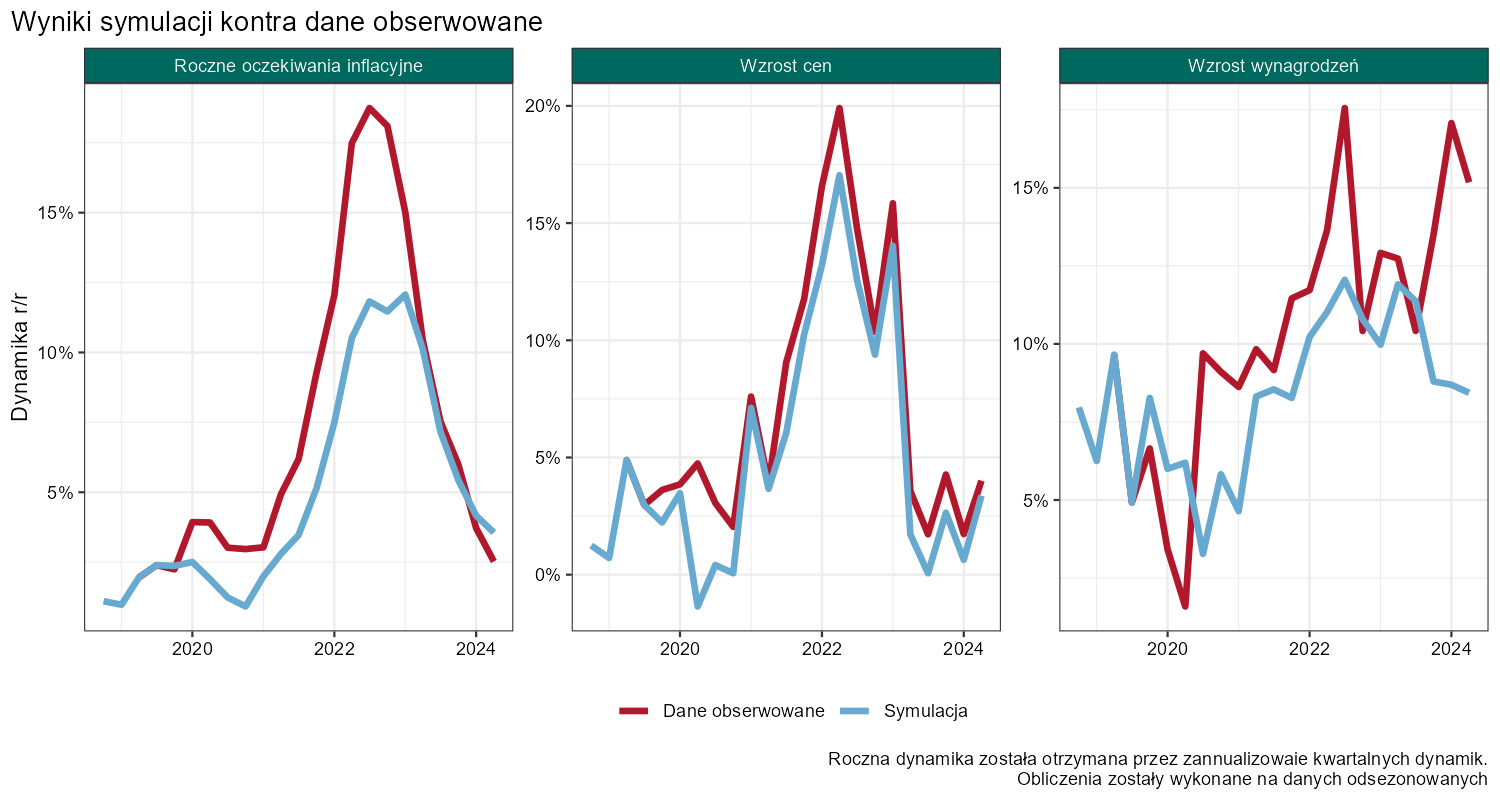 Wyniki symulacji kontra dane obserwowane
Roczne oczekiwania inflacyjne
Wzrost cen
Wzrost wynagrodzeń
Dynamika r/r
15%
10%
5%
2020
2022
2024
20%
15%
10%
5%
0%
2020
2022
2024
15%
10%
5%
2020
2022
2024
Dane obserwowane
Symulacja
Roczna dynamika została otrzymana przez zannualizowaie kwartalnych dynamik.
Obliczenia zostały wykonane na danych odsezonowanych